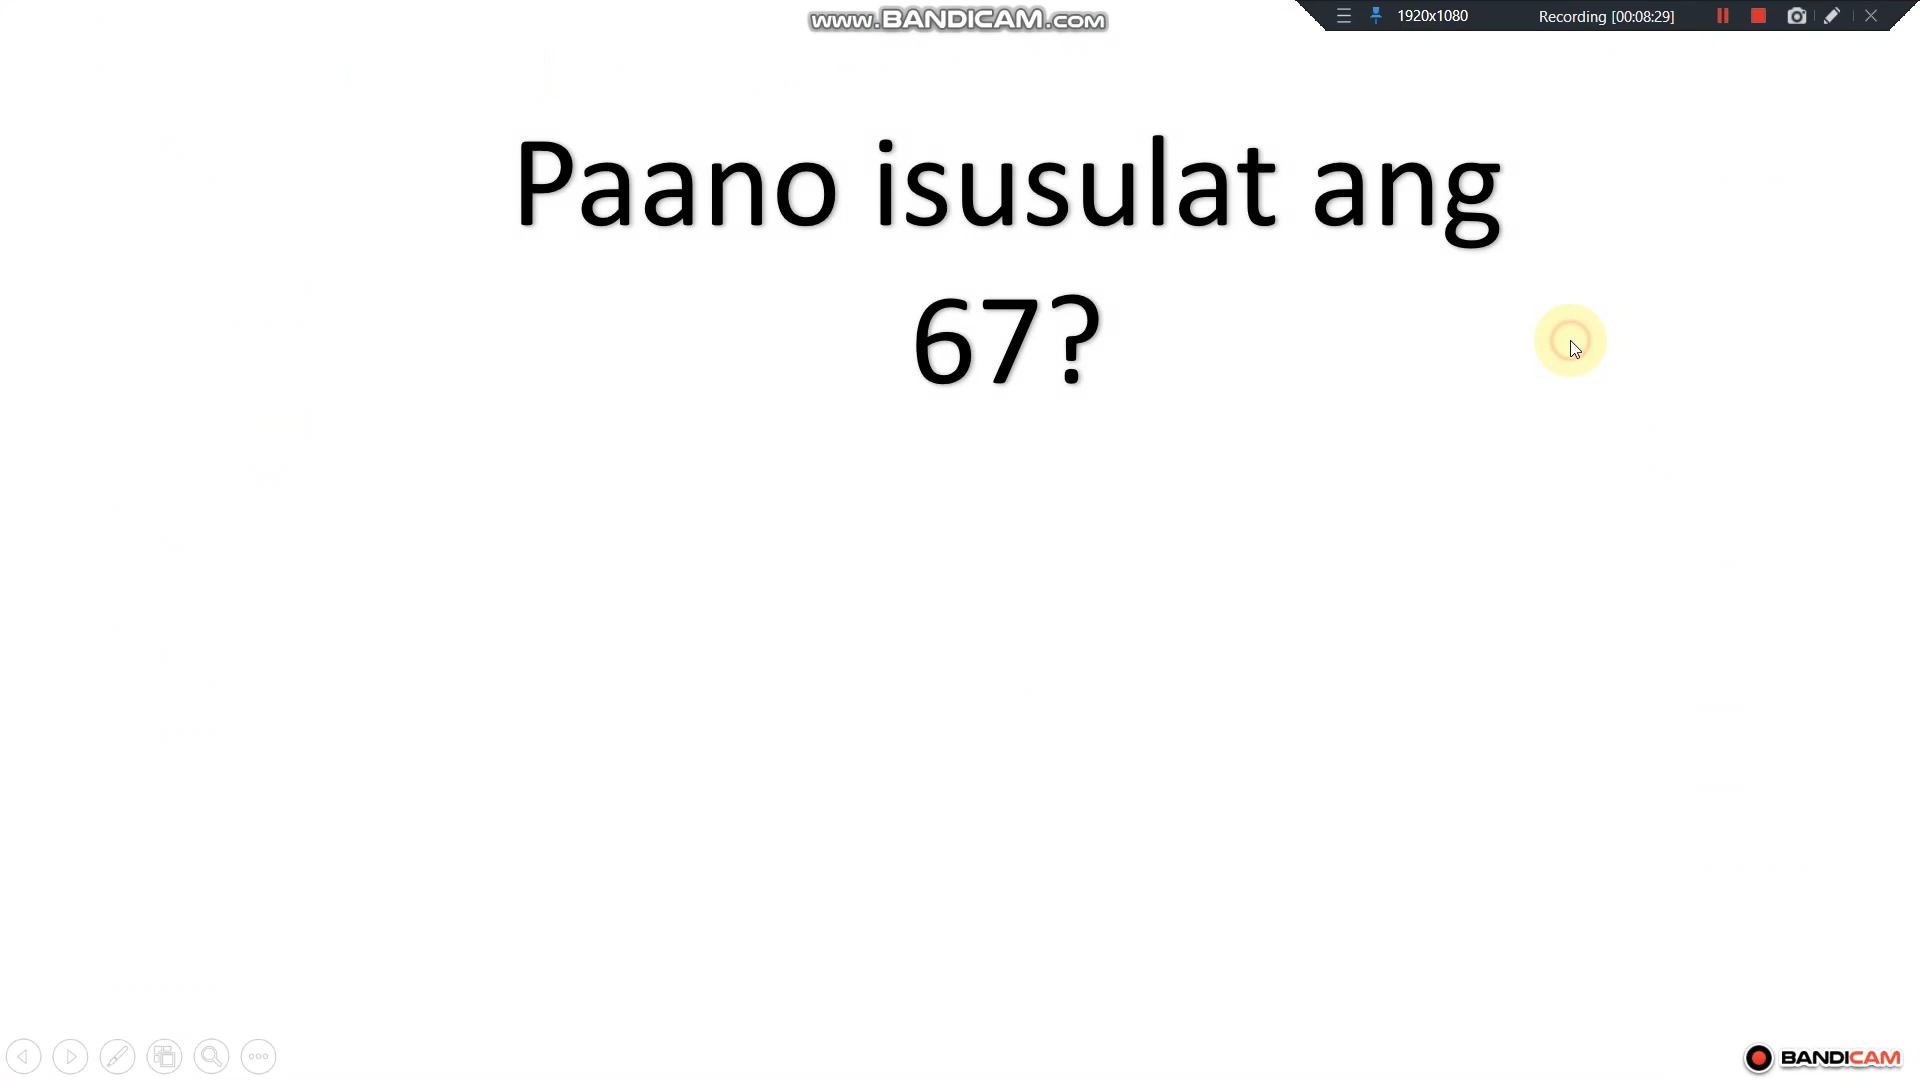 www.BANDICAM.com
1920x1080
Recording [00:08:29]
Paano isusulat ang
67?
BANDICAM